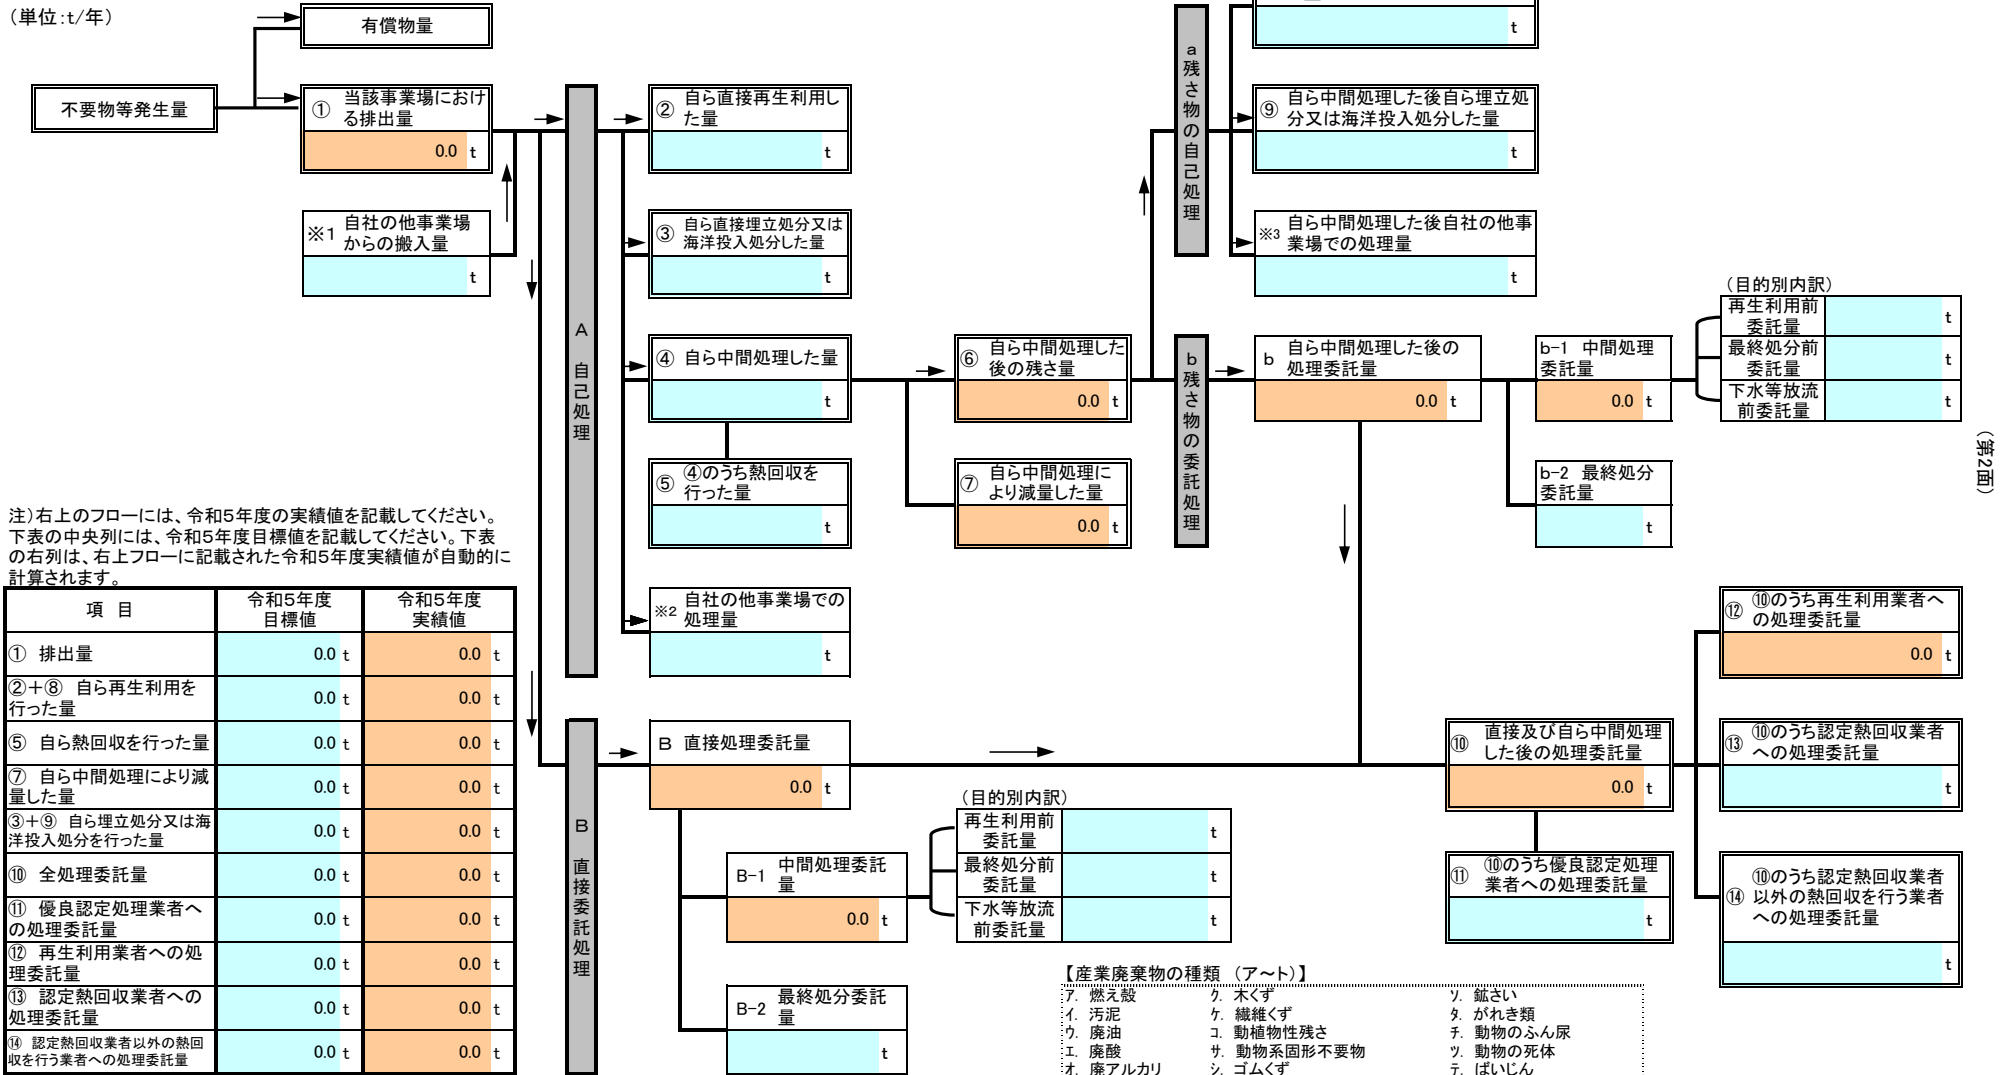 （単位：t/年）
有償物量
不要物等発生量
① 当該事業場におけ
る排出量
0.0 t
※1 自社の他事業場
からの搬入量
t
A 自己処理
② 自ら直接再生利用し
た量
t
③ 自ら直接埋立処分又は
海洋投入処分した量
t
④ 自ら中間処理した量
t
⑤ ④のうち熱回収を
行った量
t
※2 自社の他事業場での
処理量
t
⑥ 自ら中間処理した
後の残さ量
0.0 t
⑦ 自ら中間処理に
より減量した量
0.0 t
a 残さ物の自己処理
t
⑨ 自ら中間処理した後自ら埋立処
分又は海洋投入処分した量
t
※3 自ら中間処理した後自社の他事
業場での処理量
t
b 残さ物の委託処理
b 自ら中間処理した後の
処理委託量
0.0 t
b-1 中間処理
委託量
0.0 t
b-2 最終処分
委託量
t
（目的別内訳）
再生利用前
委託量
t
最終処分前
委託量
t
下水等放流
前委託量
t
（第2面）
注）右上のフローには、令和5年度の実績値を記載してください。
下表の中央列には、令和5年度目標値を記載してください。下表
の右列は、右上フローに記載された令和5年度実績値が自動的に
計算されます。
項 目 令和5年度
目標値 令和5年度
実績値
① 排出量 0.0 t 0.0 t
②＋⑧ 自ら再生利用を
行った量 0.0 t 0.0 t
⑤ 自ら熱回収を行った量 0.0 t 0.0 t
⑦ 自ら中間処理により減
量した量 0.0 t 0.0 t
③＋⑨ 自ら埋立処分又は海
洋投入処分を行った量 0.0 t 0.0 t
⑩ 全処理委託量 0.0 t 0.0 t
⑪ 優良認定処理業者へ
の処理委託量 0.0 t 0.0 t
⑫ 再生利用業者への処
理委託量 0.0 t 0.0 t
⑬ 認定熱回収業者への
処理委託量 0.0 t 0.0 t
⑭ 認定熱回収業者以外の熱回
収を行う業者への処理委託量 0.0 t 0.0 t
B 直接委託処理
B 直接処理委託量
0.0 t
B-1 中間処理委託
量
0.0 t
B-2 最終処分委託
量
t
（目的別内訳）
再生利用前
委託量
t
最終処分前
委託量
t
下水等放流
前委託量
t
⑩ 直接及び自ら中間処理
した後の処理委託量
0.0 t
⑪ ⑩のうち優良認定処理
業者への処理委託量
t
⑫ ⑩のうち再生利用業者へ
の処理委託量
0.0 t
⑬ ⑩のうち認定熱回収業者
への処理委託量
t
⑭ ⑩のうち認定熱回収業者
以外の熱回収を行う業者
への処理委託量
t
【産業廃棄物の種類 （ア～ト）】
ア. 燃え殻 ク. 木くず ソ. 鉱さい
イ. 汚泥 ケ. 繊維くず タ. がれき類
ウ. 廃油 コ. 動植物性残さ チ. 動物のふん尿
エ. 廃酸 サ. 動物系固形不要物 ツ. 動物の死体
オ. 廃アルカリ シ. ゴムくず テ. ばいじん